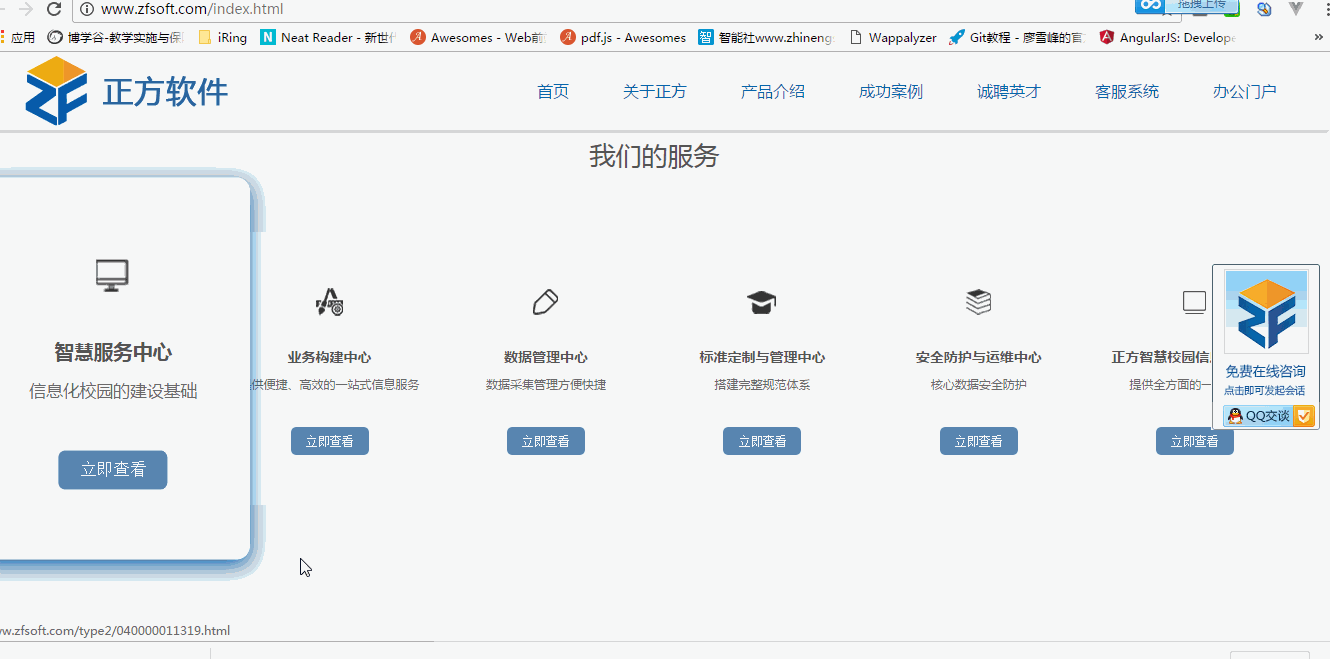 www.zfsoft.com/index.html
拖拽上传
应用 博学谷-教学实施与保 iRing Neat Reader - 新世 Awesomes - Web前 pdf.js - Awesomes 智能社www.zhineng Wappalyzer Git教程 - 廖雪峰的官 AngularJS: Develope »
ZF 正方软件 首页 关于正方 产品介绍 成功案例 诚聘英才 客服系统 办公门户
我们的服务
智慧服务中心
信息化校园的建设基础
立即查看
业务构建中心
供便捷、高效的一站式信息服务
立即查看
数据管理中心
数据采集管理方便快捷
立即查看
标准定制与管理中心
搭建完整规范体系
立即查看
安全防护与运维中心
核心数据安全防护
立即查看
正方智慧校园信
提供全方面的一
立即查看
ZF
免费在线咨询
点击即可发起会话
QQ交谈
ww.zfsoft.com/type2/040000011319.html